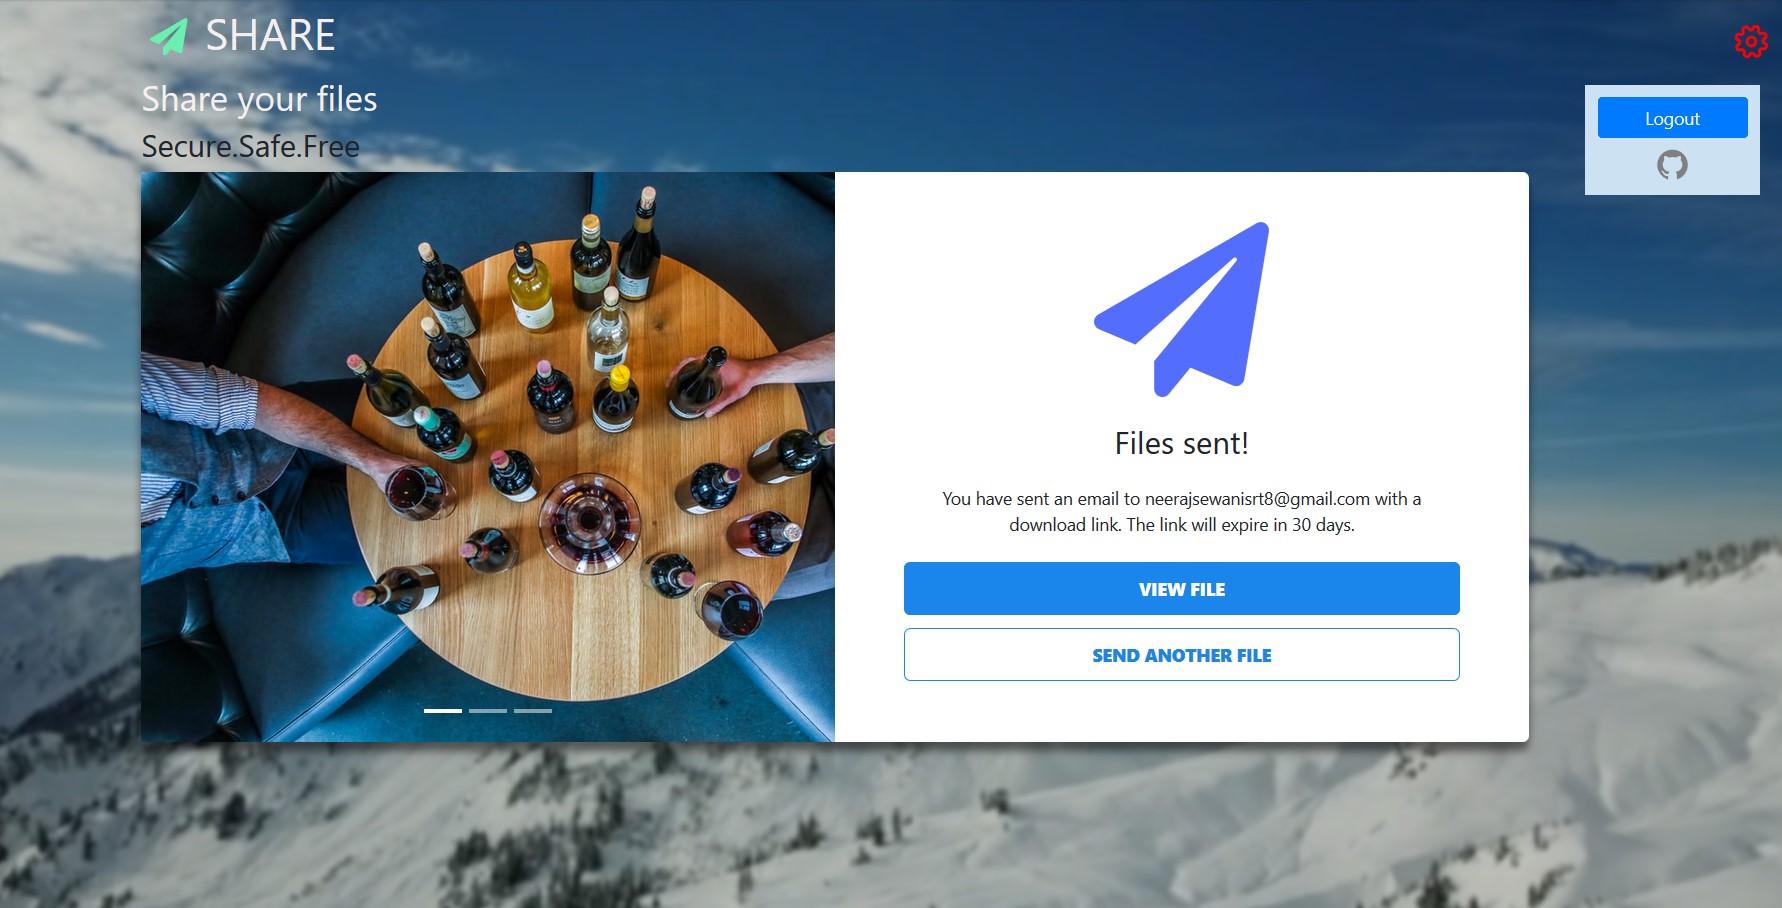 SHARE
Share your files
Secure.Safe.Free
Logout
Files sent!
You have sent an email to neerajsewanisrt8@gmail.com with a
download link. The link will expire in 30 days.
VIEW FILE
SEND ANOTHER FILE